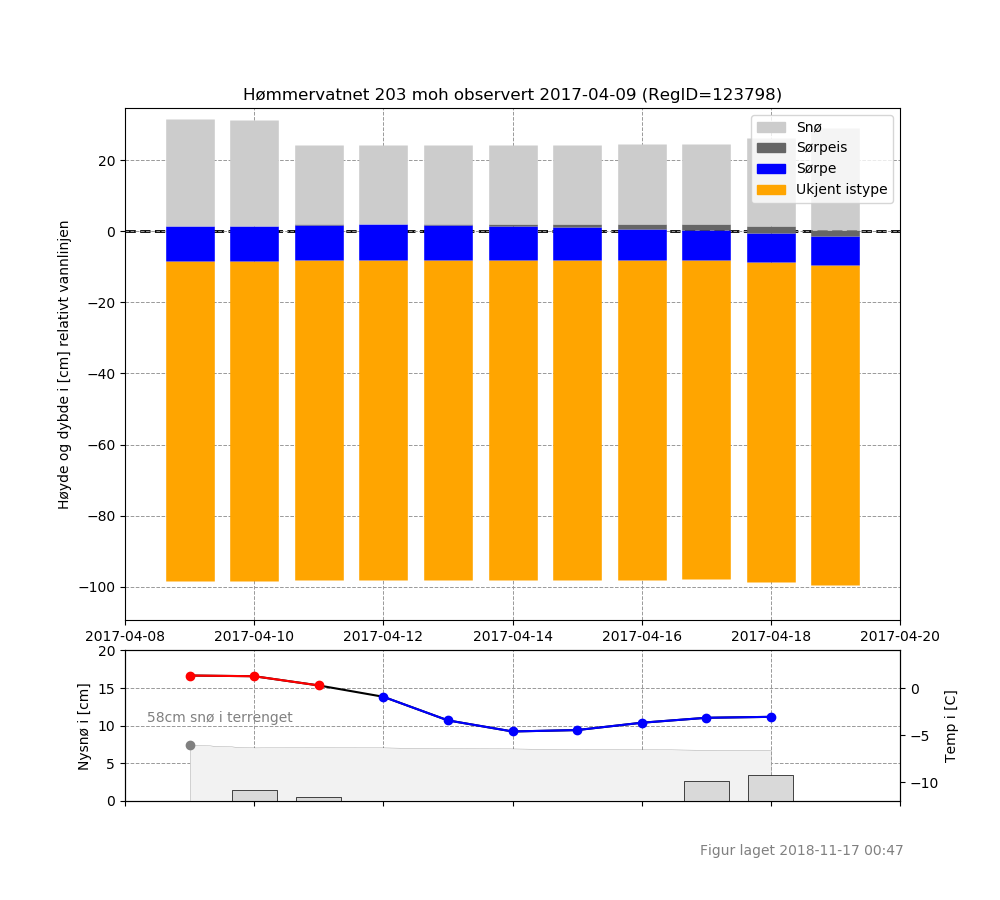 Hømmervatnet 203 moh observert 2017-04-09 (RegID=123798)
Høyde og dybde i [cm] relativt vannlinjen
20
0
−20
−40
−60
−80
−100
Snø
Sørpeis
Sørpe
Ukjent istype
2017-04-08 2017-04-10 2017-04-12 2017-04-14 2017-04-16 2017-04-18 2017-04-20
Nysnø i [cm]
20
15
10
5
0
58cm snø i terrenget
0
−5
−10
Temp i [C]
Figur laget 2018-11-17 00:47